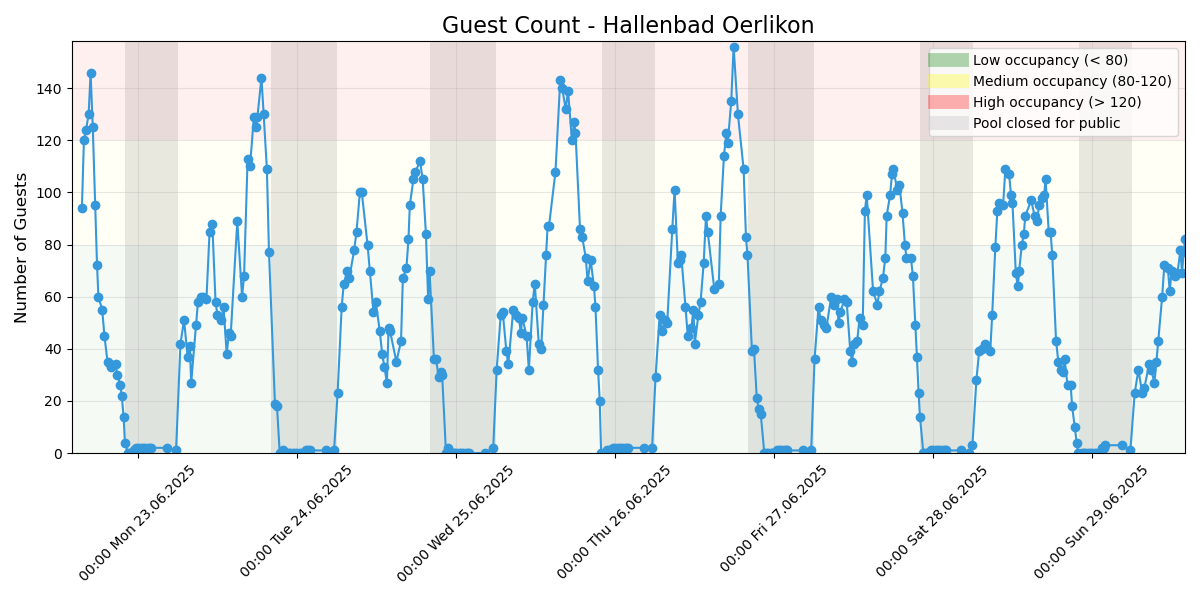 Guest Count - Hallenbad Oerlikon
Low occupancy (< 80)
Medium occupancy (80-120)
High occupancy (> 120)
Pool closed for public
Number of Guests
140
120
100
80
60
40
20
0
00:00 Mon 23.06.2025
00:00 Tue 24.06.2025
00:00 Wed 25.06.2025
00:00 Thu 26.06.2025
00:00 Fri 27.06.2025
00:00 Sat 28.06.2025
00:00 Sun 29.06.2025